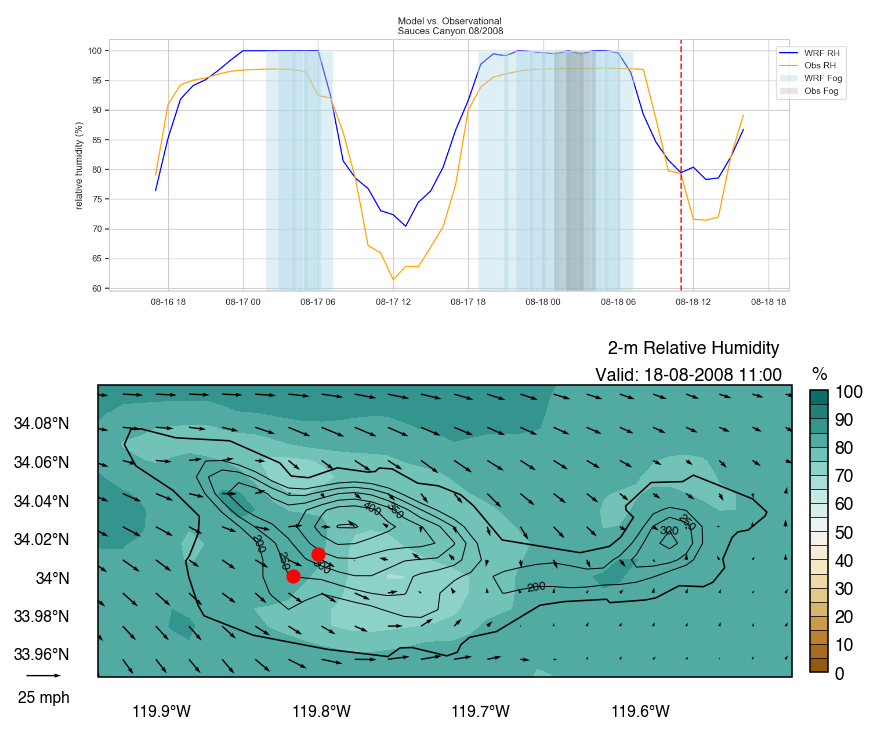 Model vs. Observational
Sauces Canyon 08/2008
relative humidity (%)
100
95
90
85
80
75
70
65
60
08-16 18
08-17 00
08-17 06
08-17 12
08-17 18
08-18 00
08-18 06
08-18 12
08-18 18
WRF RH
Obs RH
WRF Fog
Obs Fog
2-m Relative Humidity
Valid: 18-08-2008 11:00
%
100
90
80
70
60
50
40
30
20
10
0
34.08°N
34.06°N
34.04°N
34.02°N
34°N
33.98°N
33.96°N
25 mph
119.9°W
119.8°W
119.7°W
119.6°W
400
200
300
200